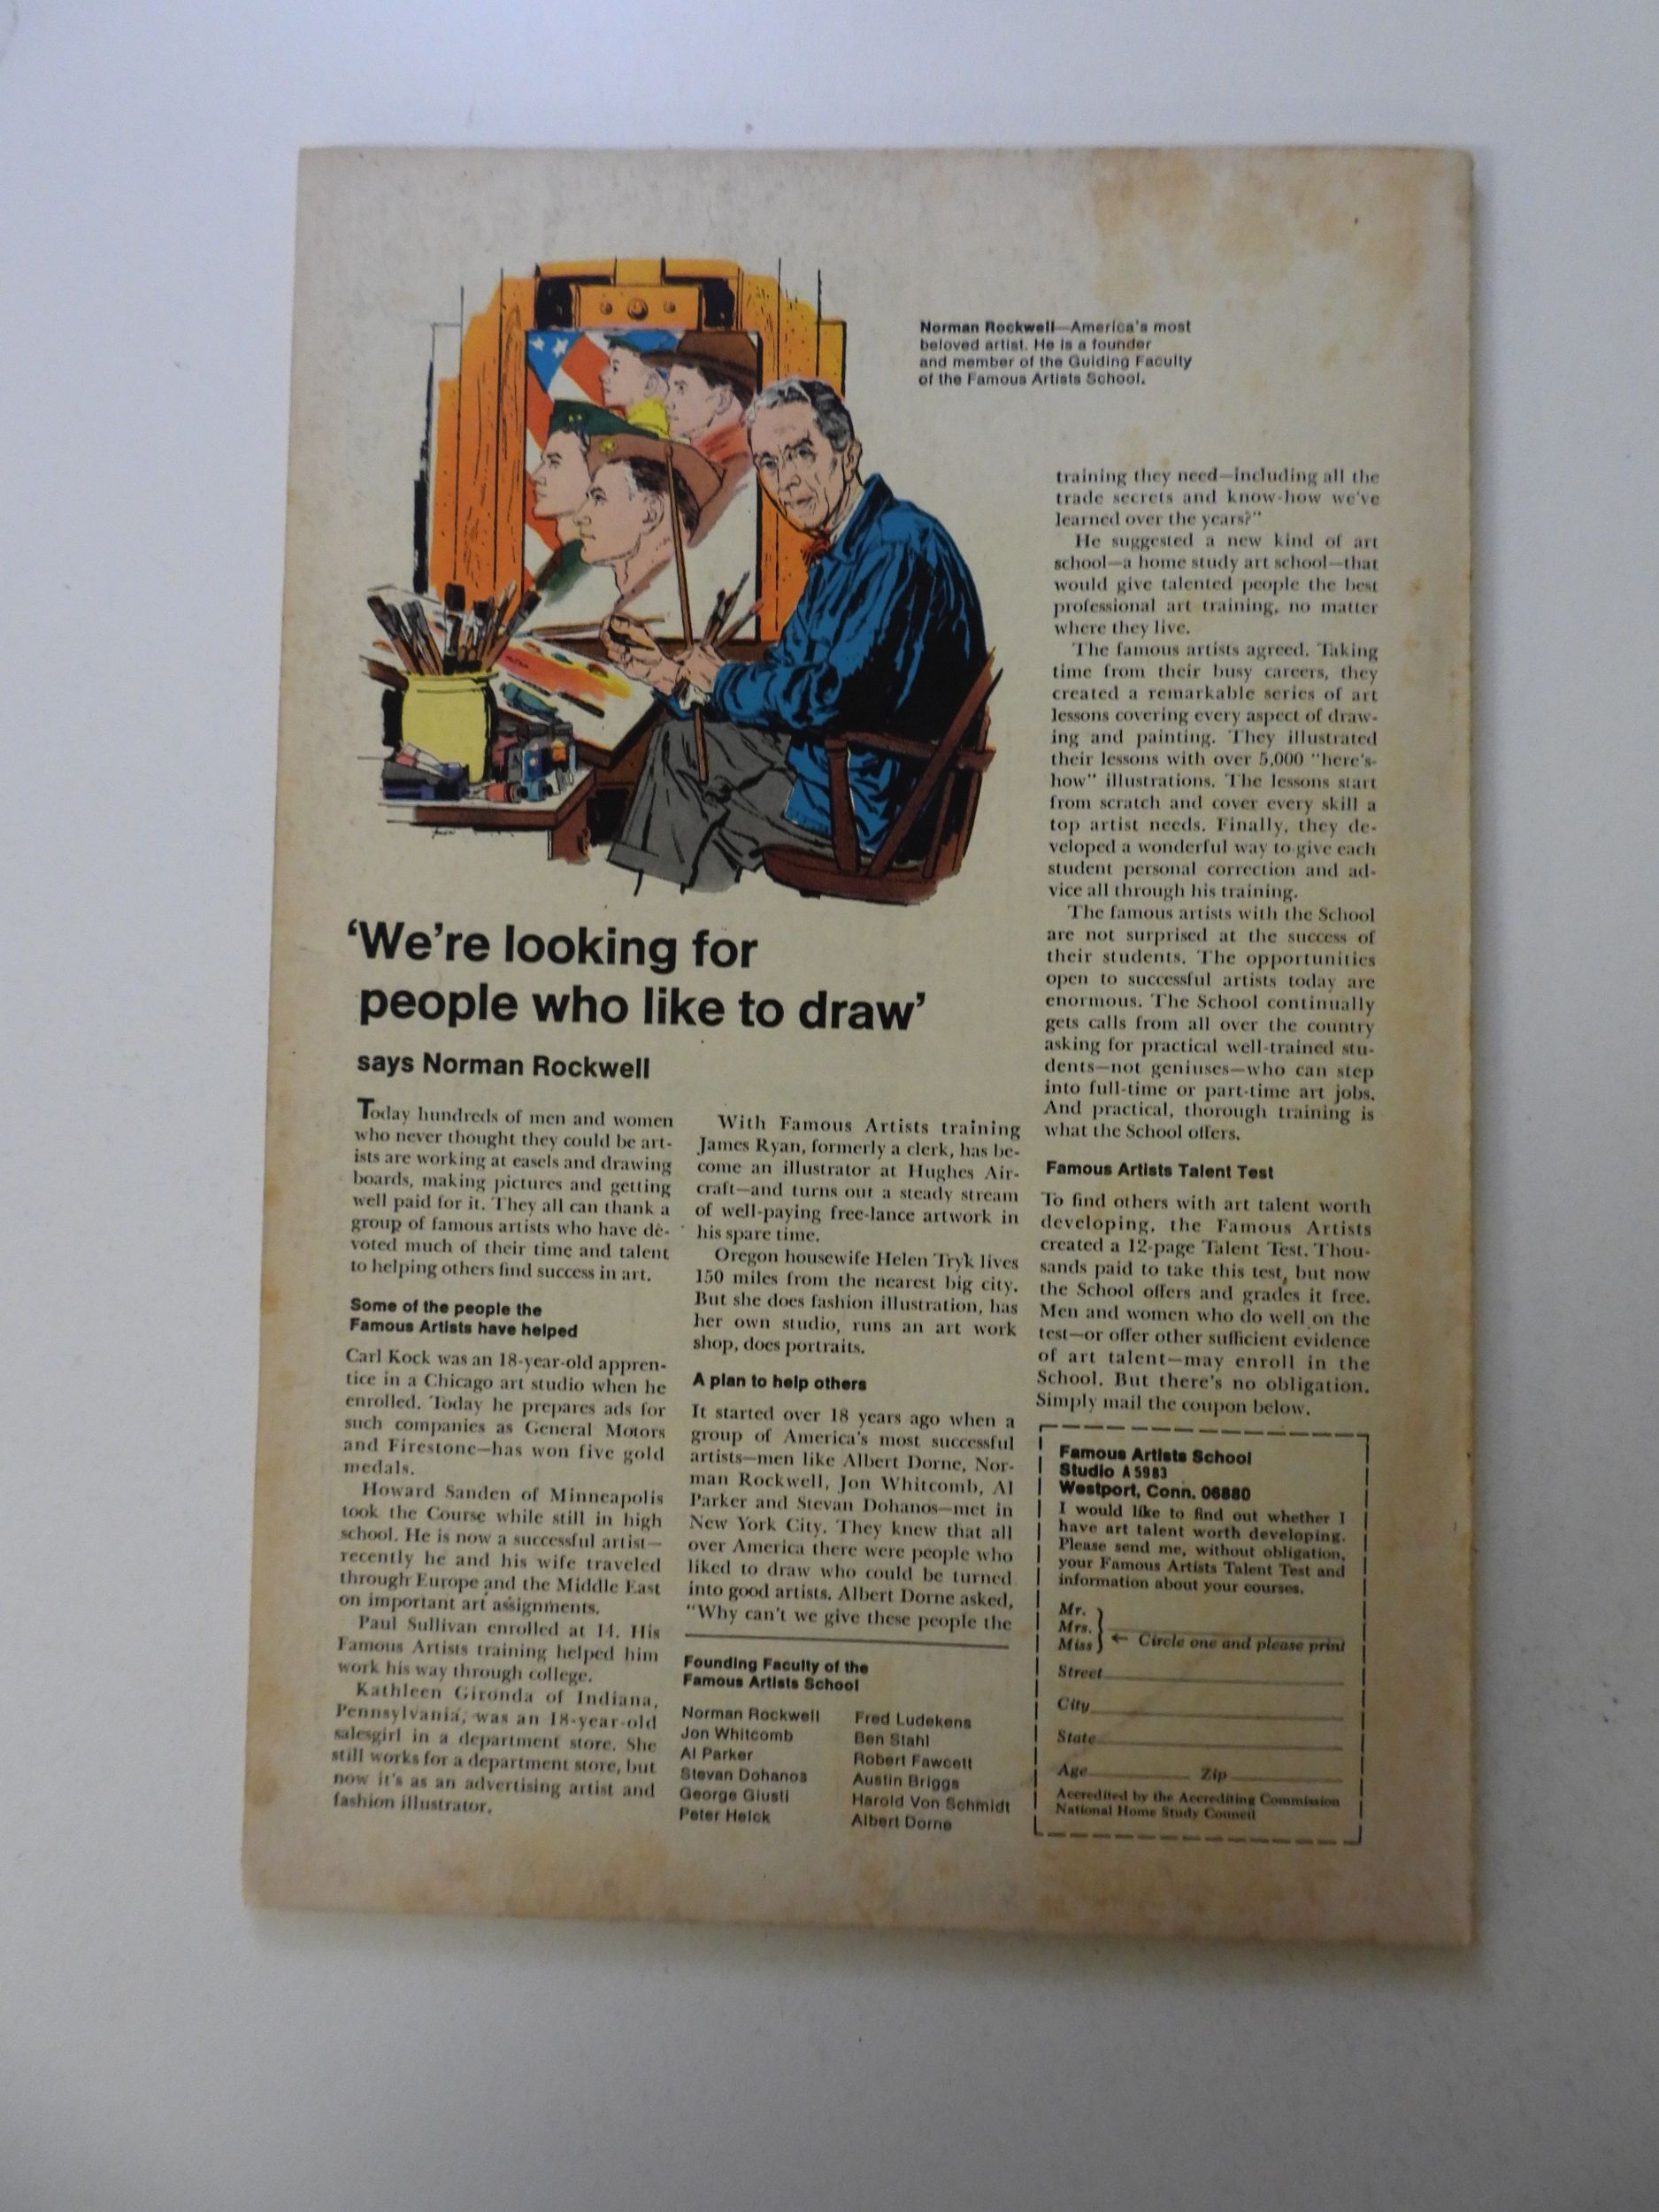 Norman Rockwell—America's most
beloved artist. He is a founder
and member of the Guiding Faculty
of the Famous Artists School.
'We're looking for
people who like to draw'
says Norman Rockwell
Today hundreds of men and women
who never thought they could be art-
ists are working at easels and drawing
boards, making pictures and getting
well paid for it. They all can thank a
group of famous artists who have de-
voted much of their time and talent
to helping others find success in art.
Some of the people the
Famous Artists have helped
Carl Kock was an 18-year-old appren-
tice in a Chicago art studio when he
enrolled. Today he prepares ads for
such companies as General Motors
and Firestone—has won five gold
medals.
Howard Sanden of Minneapolis
took the Course while still in high
school. He is now a successful artist—
recently he and his wife traveled
through Europe and the Middle East
on important art assignments.
Paul Sullivan enrolled at 14. His
Famous Artists training helped him
work his way through college.
Kathleen Gironda of Indiana,
Pennsylvania, was an 18-year-old
salesgirl in a department store. She
still works for a department store, but
now it's as an advertising artist and
fashion illustrator.
With Famous Artists training
James Ryan, formerly a clerk, has be-
come an illustrator at Hughes Air-
craft—and turns out a steady stream
of well-paying free-lance artwork in
his spare time.
Oregon housewife Helen Tryk lives
150 miles from the nearest big city.
But she does fashion illustration, has
her own studio, runs an art work
shop, does portraits.
A plan to help others
It started over 18 years ago when a
group of America's most successful
artists—men like Albert Dorne, Nor-
man Rockwell, Jon Whitcomb, Al
Parker and Stevan Dohanos—met in
New York City. They knew that all
over America there were people who
liked to draw who could be turned
into good artists. Albert Dorne asked,
"Why can't we give these people the
Founding Faculty of the
Famous Artists School
Norman Rockwell
Jon Whitcomb
Al Parker
Stevan Dohanos
George Giusti
Peter Helck
Fred Ludekens
Ben Stahl
Robert Fawcett
Austin Briggs
Harold Von Schmidt
Albert Dorne
training they need—including all the
trade secrets and know-how we've
learned over the years?"
He suggested a new kind of art
school—a home study art school—that
would give talented people the best
professional art training, no matter
where they live.
The famous artists agreed. Taking
time from their busy careers, they
created a remarkable series of art
lessons covering every aspect of draw-
ing and painting. They illustrated
their lessons with over 5,000 "here's-
how" illustrations. The lessons start
from scratch and cover every skill a
top artist needs. Finally, they de-
veloped a wonderful way to give each
student personal correction and ad-
vice all through his training.
The famous artists with the School
are not surprised at the success of
their students. The opportunities
open to successful artists today are
enormous. The School continually
gets calls from all over the country
asking for practical well-trained stu-
dents—not geniuses—who can step
into full-time or part-time art jobs.
And practical, thorough training is
what the School offers.
Famous Artists Talent Test
To find others with art talent worth
developing, the Famous Artists
created a 12-page Talent Test. Thou-
sands paid to take this test, but now
the School offers and grades it free.
Men and women who do well on the
test—or offer other sufficient evidence
of art talent—may enroll in the
School. But there's no obligation.
Simply mail the coupon below.
Famous Artists School
Studio A5983
Westport, Conn. 06880
I would like to find out whether I
have art talent worth developing.
Please send me, without obligation,
your Famous Artists Talent Test and
information about your courses.
Mr.
Mrs.
Miss ← Circle one and please print
Street
City
State
Age Zip
Accredited by the Accrediting Commission
National Home Study Council